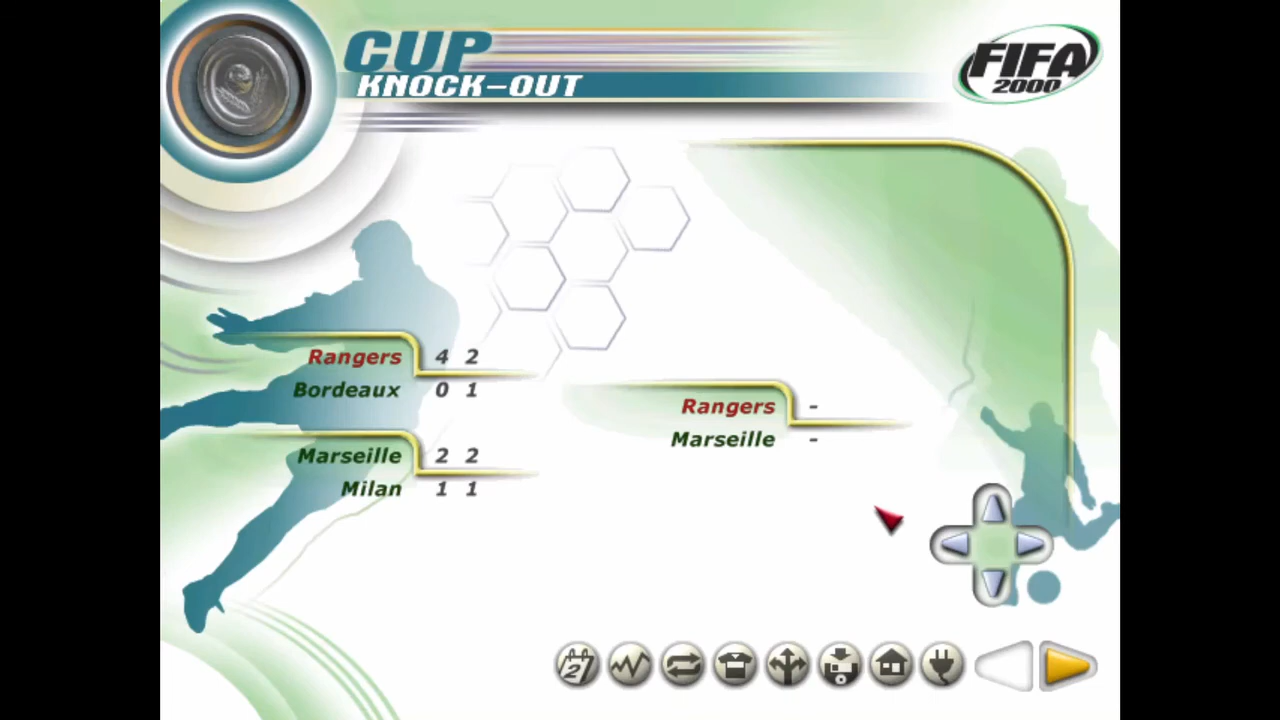 CUP
KNOCK-OUT
FIFA
2000
Rangers 4 2
Bordeaux 0 1
Marseille 2 2
Milan 1 1
Rangers -
Marseille -
27